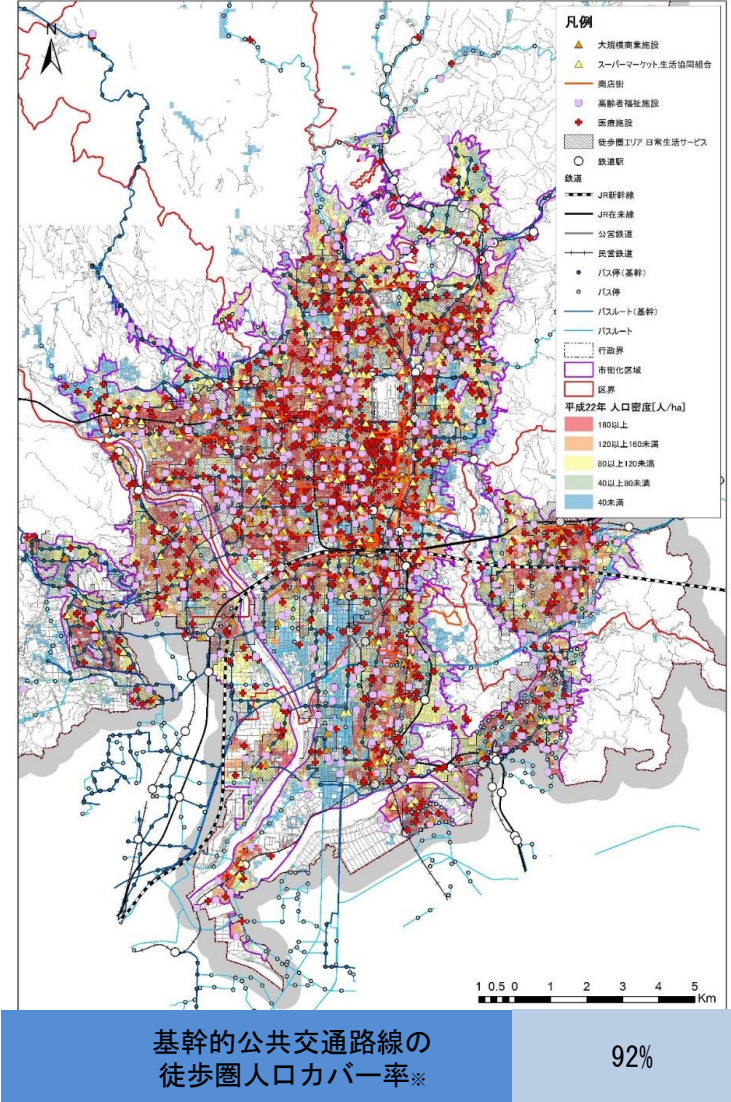 N
凡例
大規模商業施設
スーパーマーケット,生活協同組合
商店街
高齢者福祉施設
医療施設
徒歩圏エリア 日常生活サービス
鉄道駅
鉄道
JR新幹線
JR在来線
公営鉄道
民営鉄道
バス停(基幹)
バス停
バスルート(基幹)
バスルート
行政界
市街化区域
区界
平成22年 人口密度[人/ha]
160以上
120以上160未満
80以上120未満
40以上80未満
40未満
1 0.5 0 1 2 3 4 5
Km
基幹的公共交通路線の
徒歩圏人口カバー率※
92%